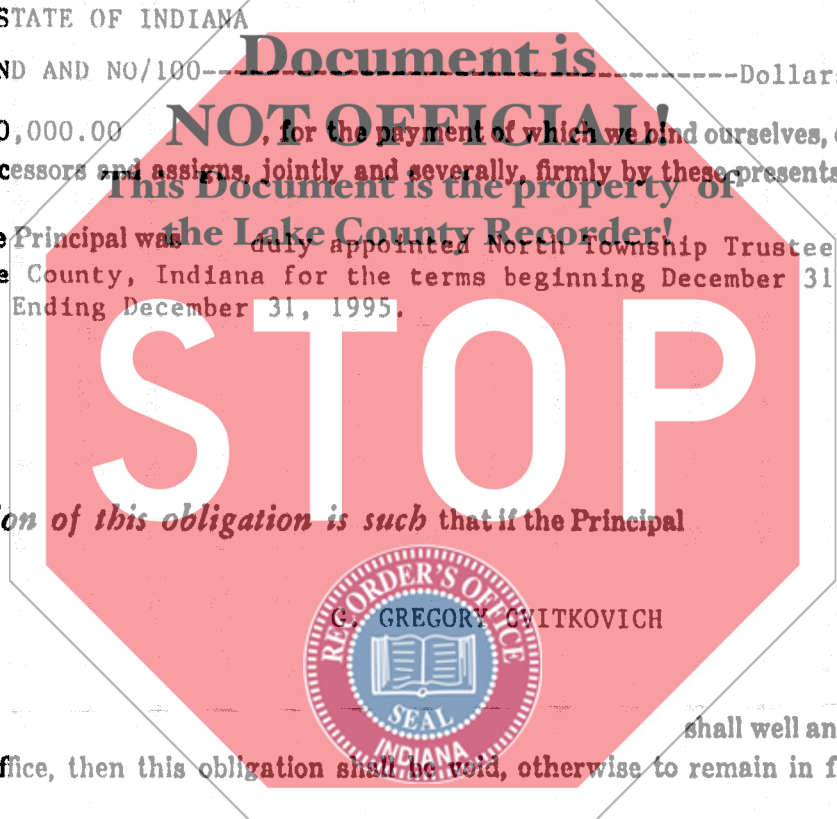 STATE OF INDIANA
Document is
ND AND NO/100------------------------------------Dollars
NOT OFFICIAL!
0,000.00 , for the payment of which we bind ourselves,
cessors and assigns, jointly and severally, firmly by these presents
This Document is the property of
the Lake County Recorder!
e Principal was duly appointed North Township Trustee
e County, Indiana for the terms beginning December 31
Ending December 31, 1995.
STOP
on of this obligation is such that if the Principal
RECORDER'S OFFICE
G. GREGORY CVITKOVICH
SEAL
INDIANA
shall well an
ffice, then this obligation shall be void, otherwise to remain in f